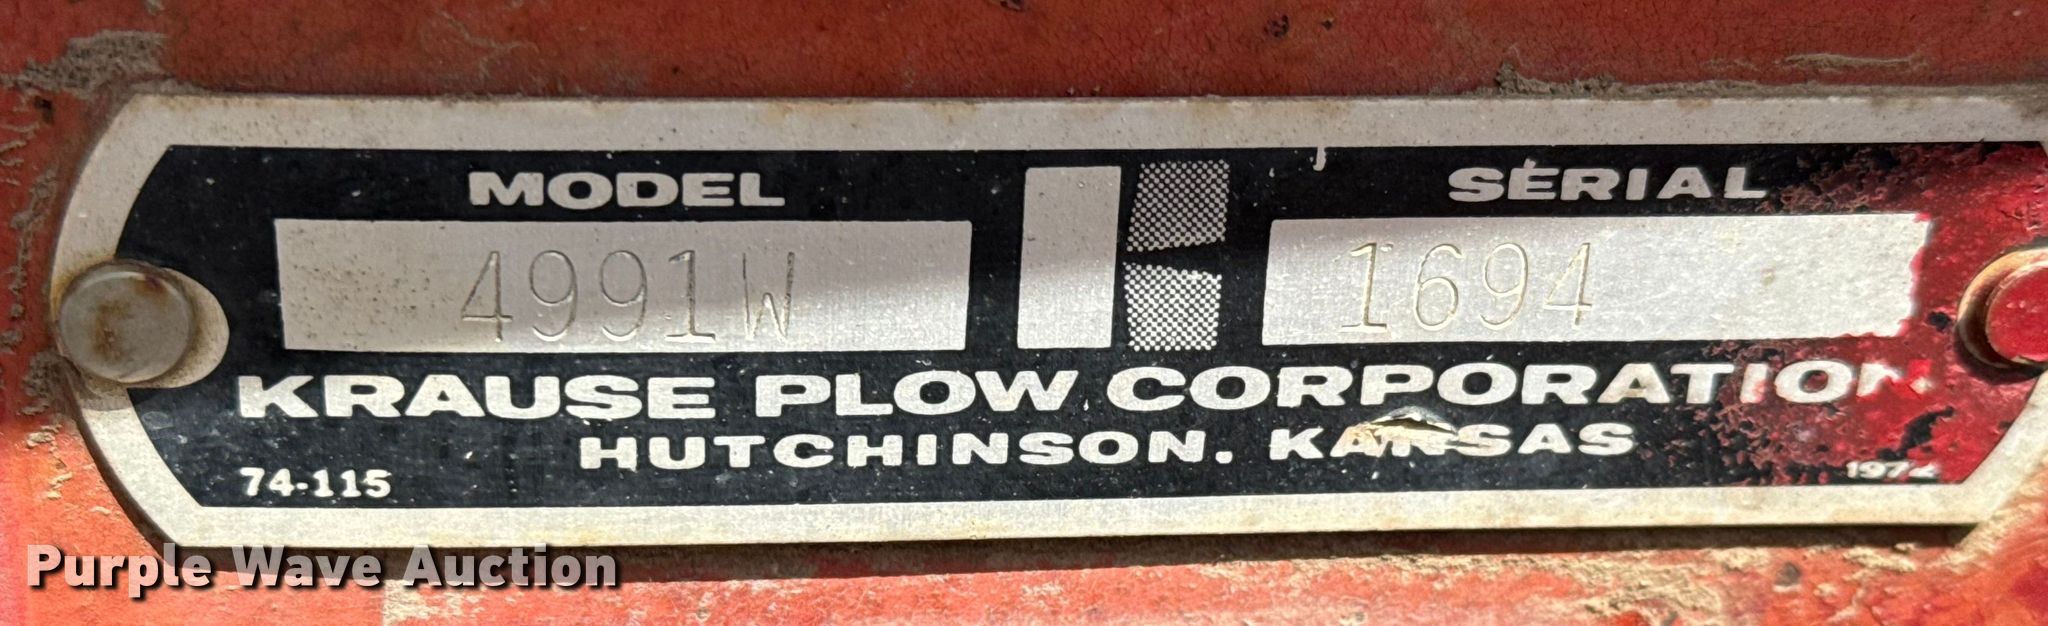 MODEL SERIAL
4991W 1694
KRAUSE PLOW CORPORATION.
HUTCHINSON, KANSAS
74-115
Purple Wave Auction